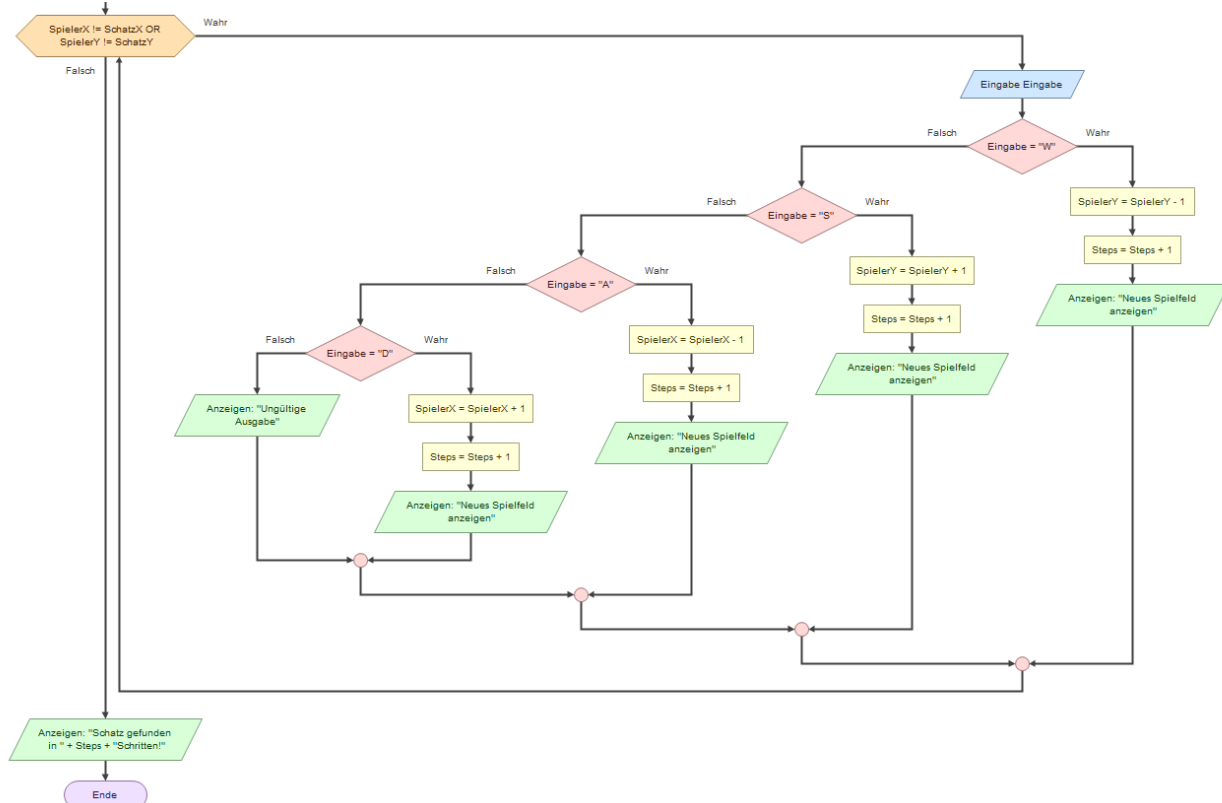 SpielerX != SchatzX OR
SpielerY != SchatzY
Wahr
Falsch
Eingabe Eingabe
Falsch
Eingabe = "W"
Wahr
SpielerY = SpielerY - 1
Steps = Steps + 1
Anzeigen: "Neues Spielfeld
anzeigen"
Falsch
Eingabe = "S"
Wahr
SpielerY = SpielerY + 1
Steps = Steps + 1
Anzeigen: "Neues Spielfeld
anzeigen"
Falsch
Eingabe = "A"
Wahr
SpielerX = SpielerX - 1
Steps = Steps + 1
Anzeigen: "Neues Spielfeld
anzeigen"
Falsch
Eingabe = "D"
Wahr
Anzeigen: "Ungültige
Ausgabe"
SpielerX = SpielerX + 1
Steps = Steps + 1
Anzeigen: "Neues Spielfeld
anzeigen"
Anzeigen: "Schatz gefunden
in " + Steps + "Schritten!"
Ende